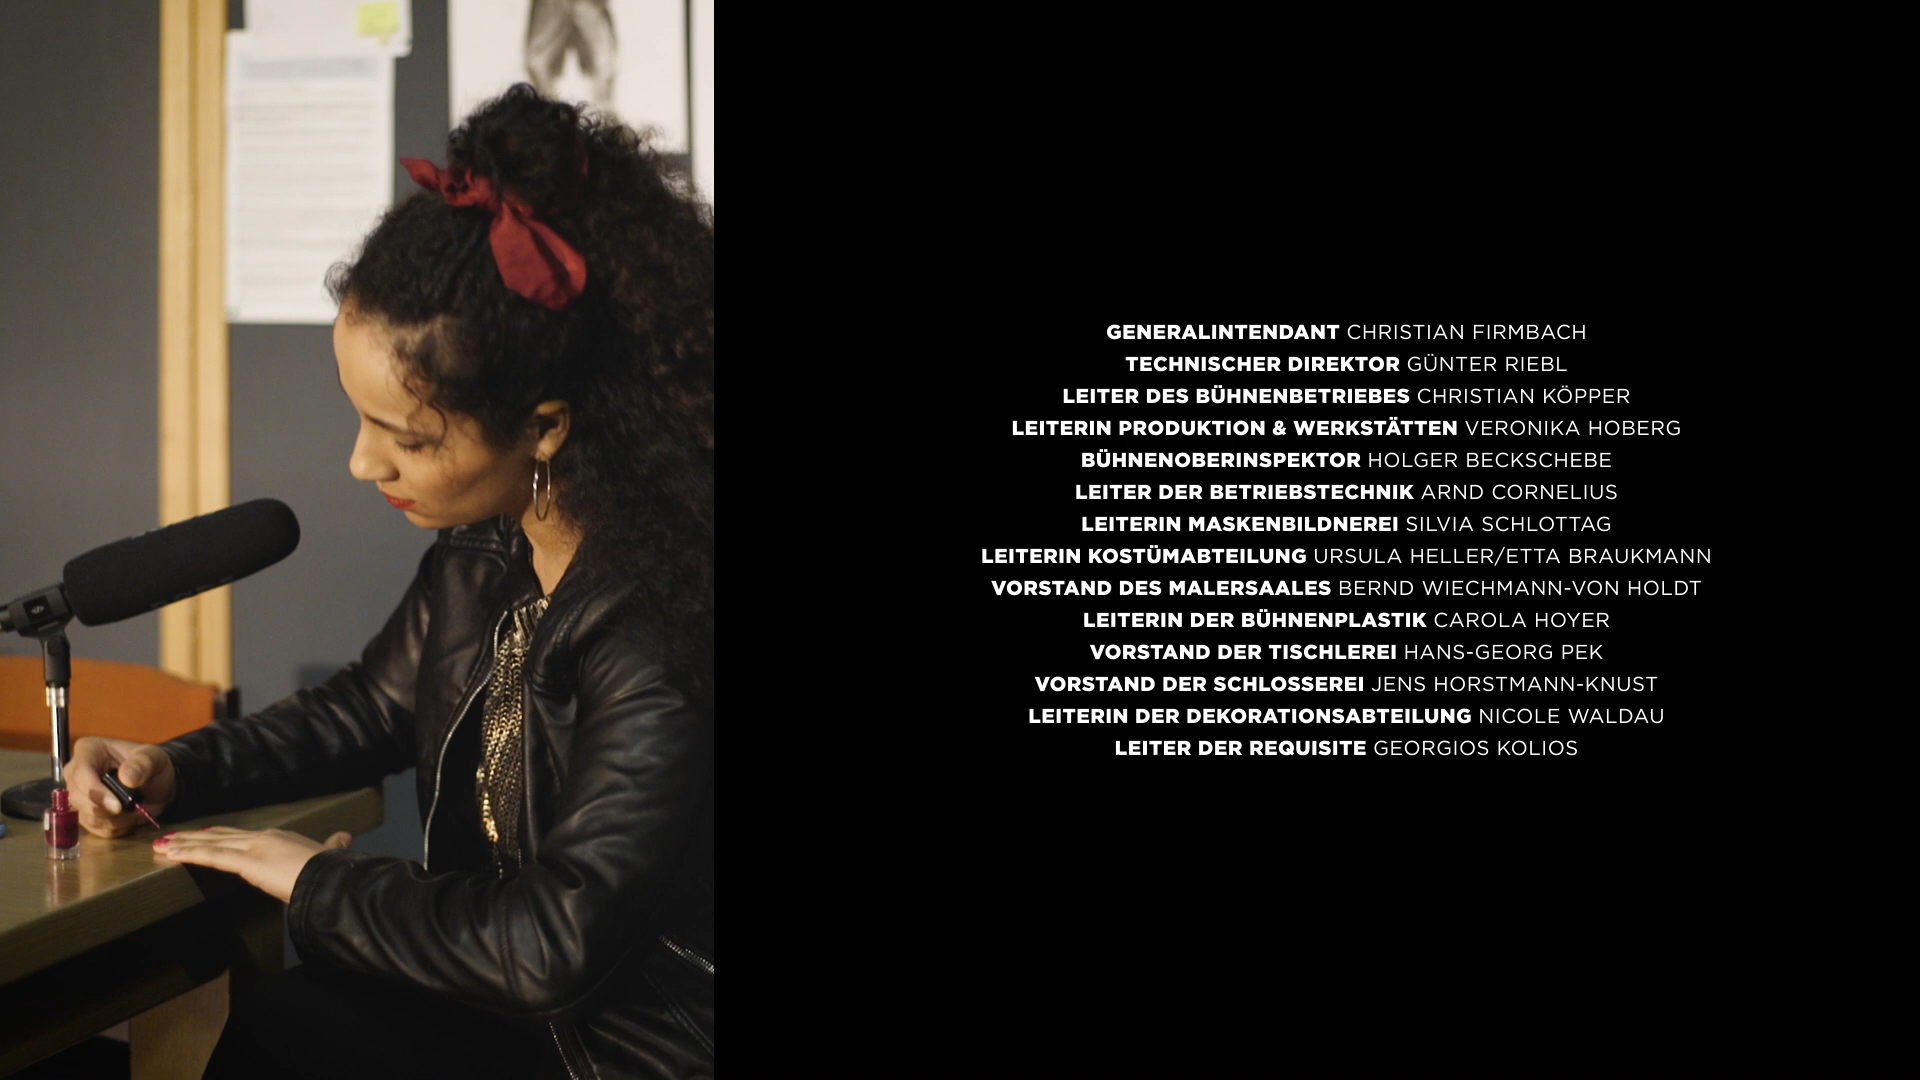 GENERALINTENDANT CHRISTIAN FIRMBACH
TECHNISCHER DIREKTOR GÜNTER RIEBL
LEITER DES BÜHNENBETRIEBES CHRISTIAN KÖPPER
LEITERIN PRODUKTION & WERKSTÄTTEN VERONIKA HOBERG
BÜHNENOBERINSPEKTOR HOLGER BECKSCHEBE
LEITER DER BETRIEBSTECHNIK ARND CORNELIUS
LEITERIN MASKENBILDNEREI SILVIA SCHLOTTAG
LEITERIN KOSTÜMABTEILUNG URSULA HELLER/ETTA BRAUKMANN
VORSTAND DES MALERSAALES BERND WIECHMANN-VON HOLDT
LEITERIN DER BÜHNENPLASTIK CAROLA HOYER
VORSTAND DER TISCHLEREI HANS-GEORG PEK
VORSTAND DER SCHLOSSEREI JENS HORSTMANN-KNUST
LEITERIN DER DEKORATIONSABTEILUNG NICOLE WALDAU
LEITER DER REQUISITE GEORGIOS KOLIOS